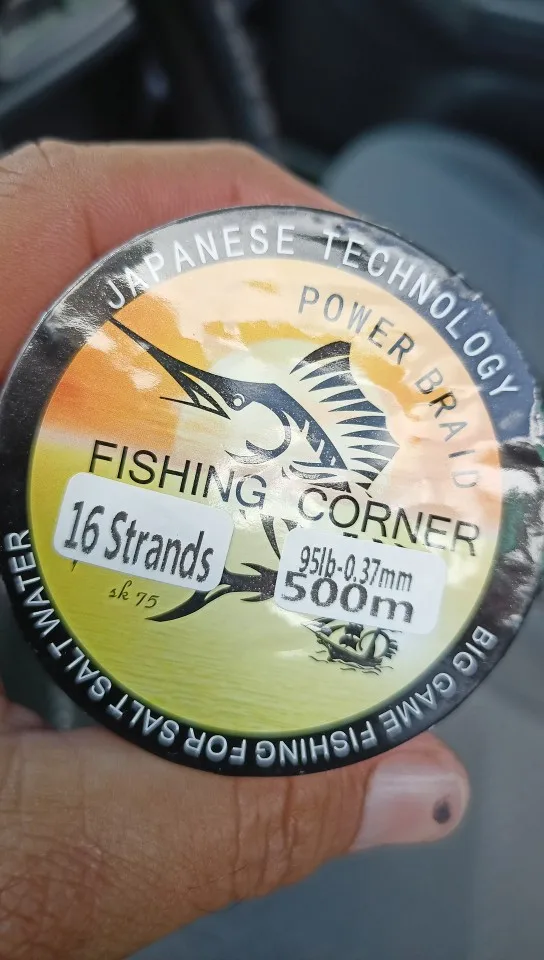 JAPANESE TECHNOLOGY
POWER BRAID
FISHING CORNER
16 Strands
95lb-0.37mm
500m
sk 75
BIG GAME FISHING FOR SALT SALT WATER